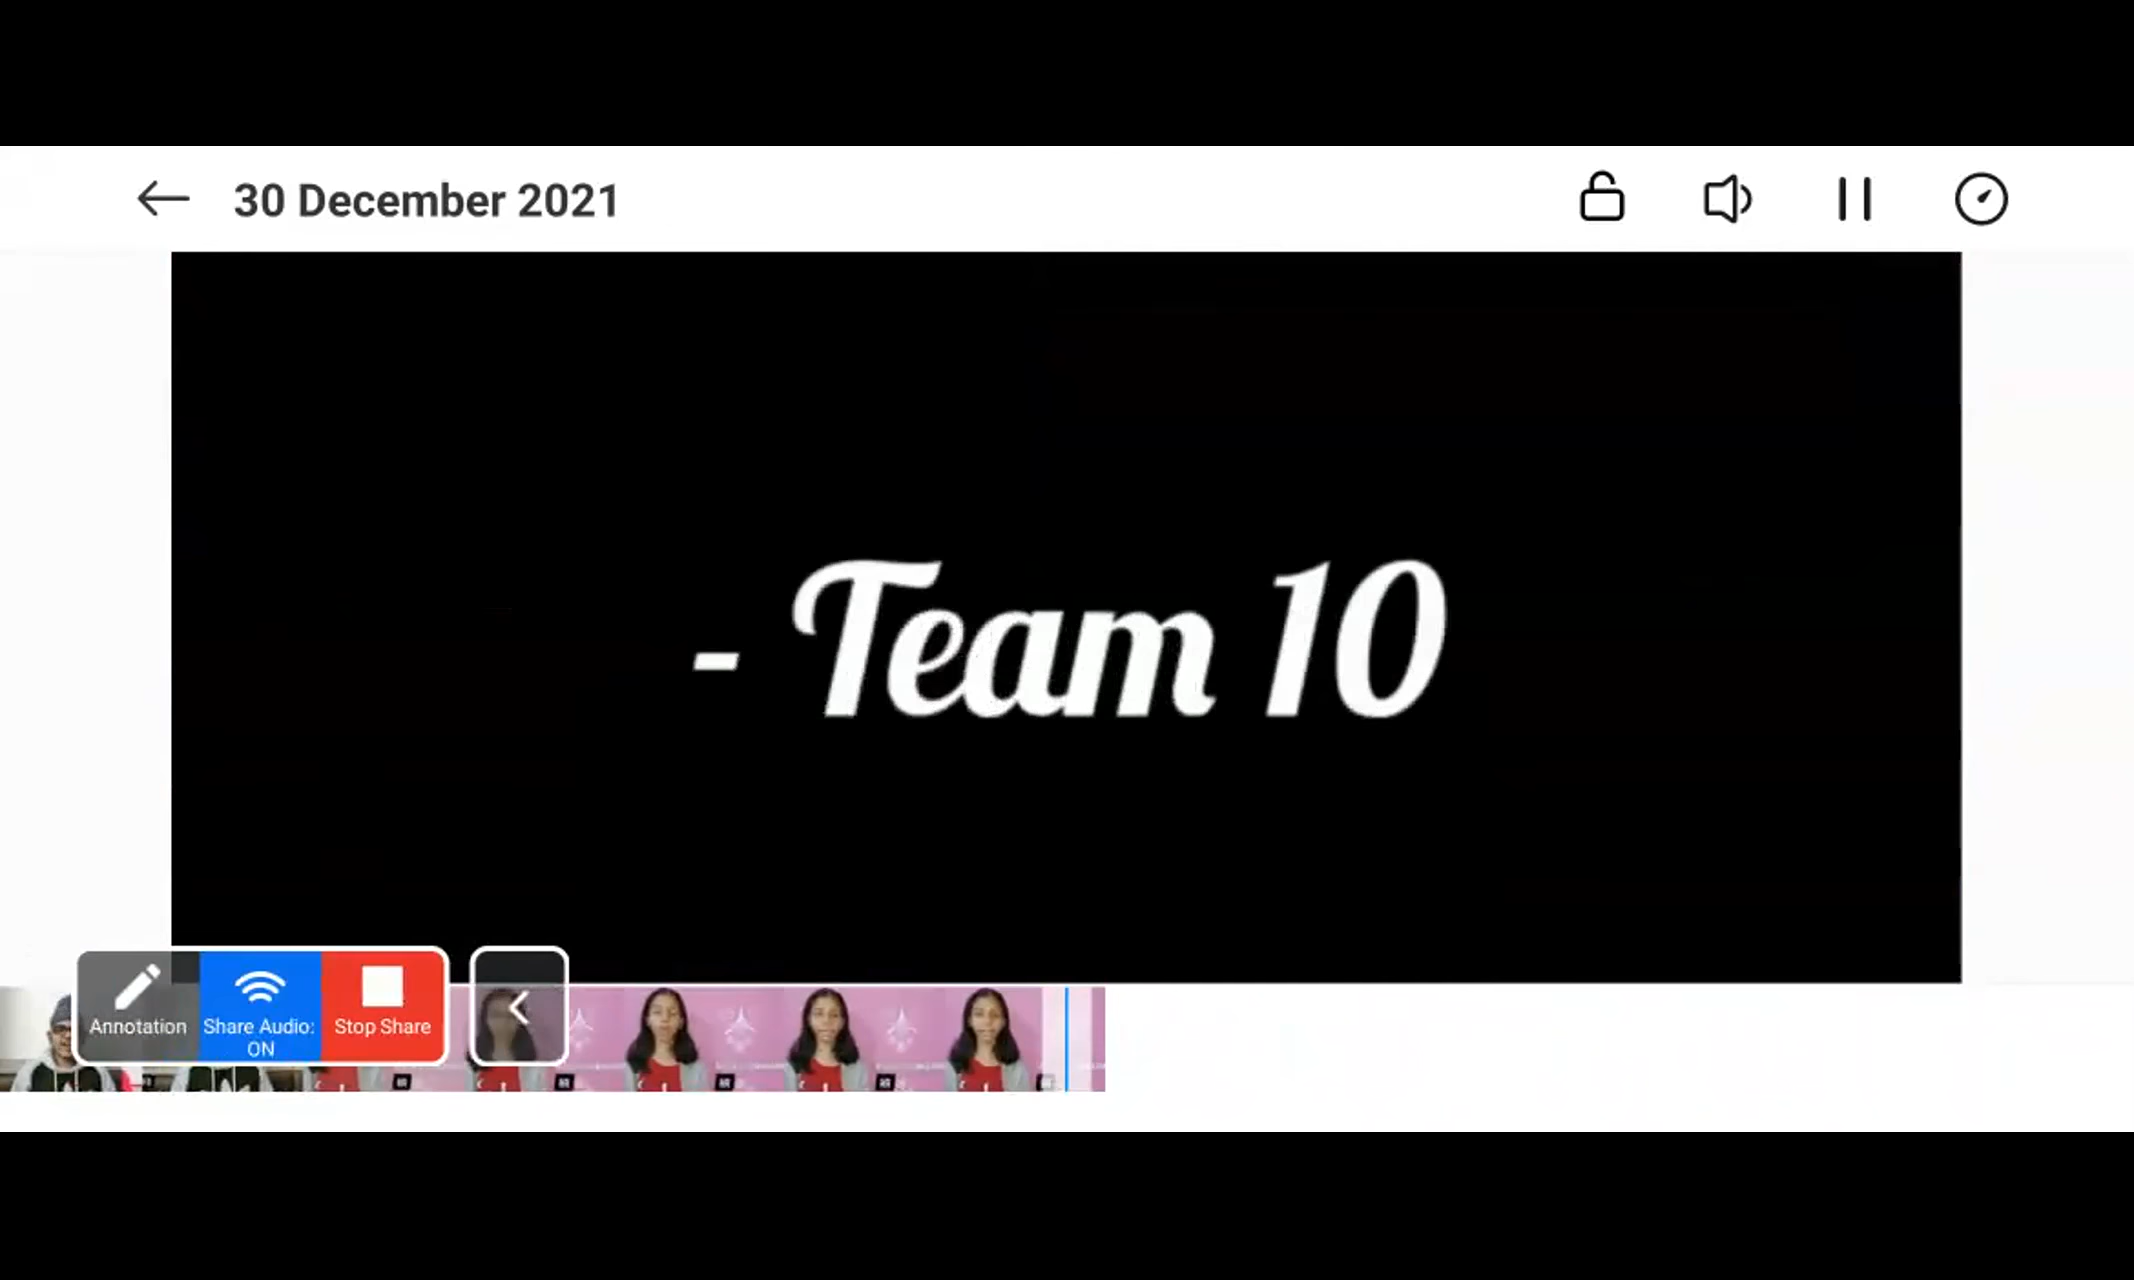 30 December 2021
- Team 10
Annotation
Share Audio:
ON
Stop Share